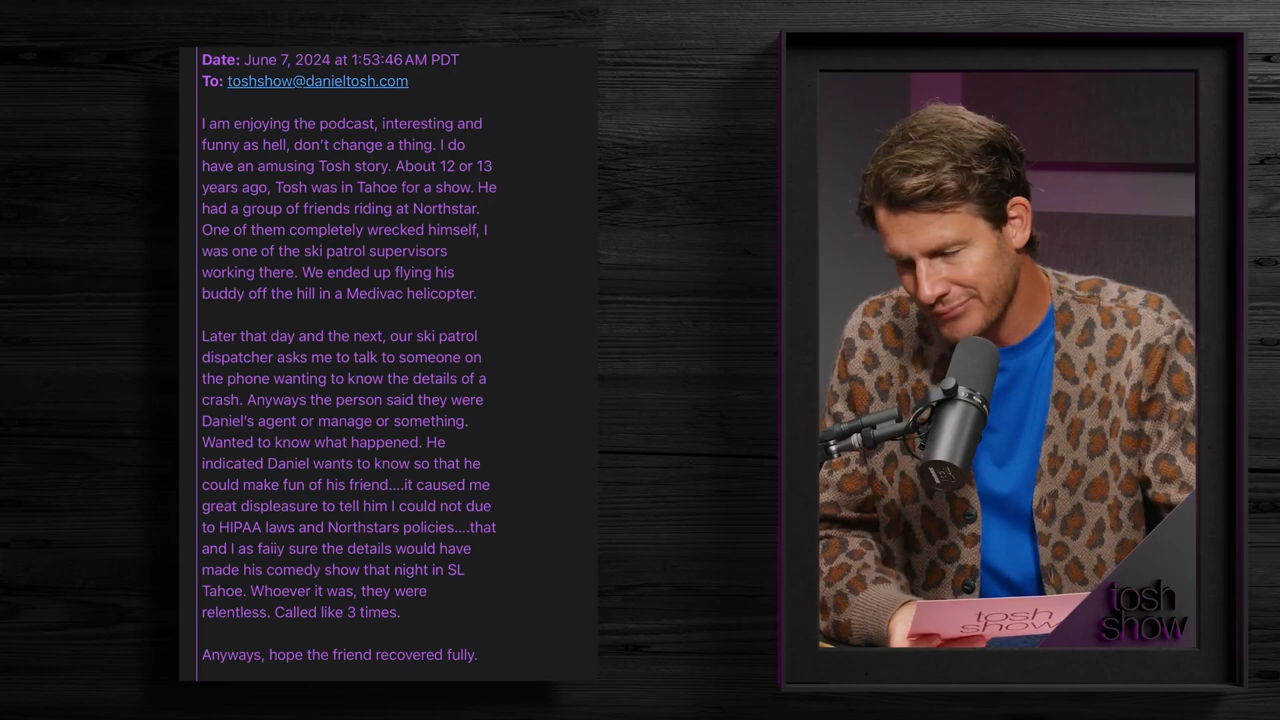 Date: June 7, 2024 at 1:53:46 AM PDT
To: toshshow@danieltosh.com
I am enjoying the podcast, interesting and
funny as hell, don't change a thing. I do
have an amusing Tosh story. About 12 or 13
years ago, Tosh was in Tahoe for a show. He
had a group of friends riding at Northstar.
One of them completely wrecked himself, I
was one of the ski patrol supervisors
working there. We ended up flying his
buddy off the hill in a Medivac helicopter.
Later that day and the next, our ski patrol
dispatcher asks me to talk to someone on
the phone wanting to know the details of a
crash. Anyways the person said they were
Daniel's agent or manage or something.
Wanted to know what happened. He
indicated Daniel wants to know so that he
could make fun of his friend....it caused me
great displeasure to tell him I could not due
to HIPAA laws and Northstars policies....that
and I as faiiy sure the details would have
made his comedy show that night in SL
Tahoe. Whoever it was, they were
relentless. Called like 3 times.
Anyways, hope the friend recovered fully.
tosh
show
tosh
show